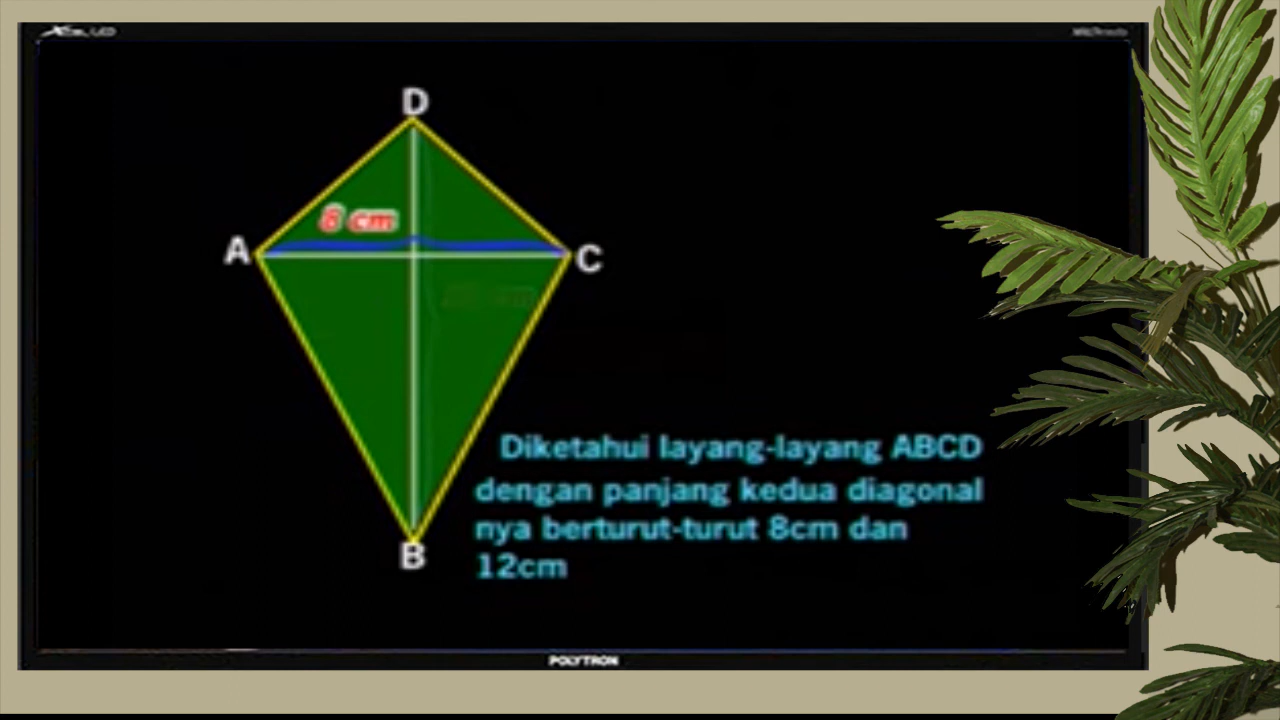 D
8 cm
A
C
Diketahui layang-layang ABCD
dengan panjang kedua diagonal
nya berturut-turut 8cm dan
12cm
B
POLYTRON